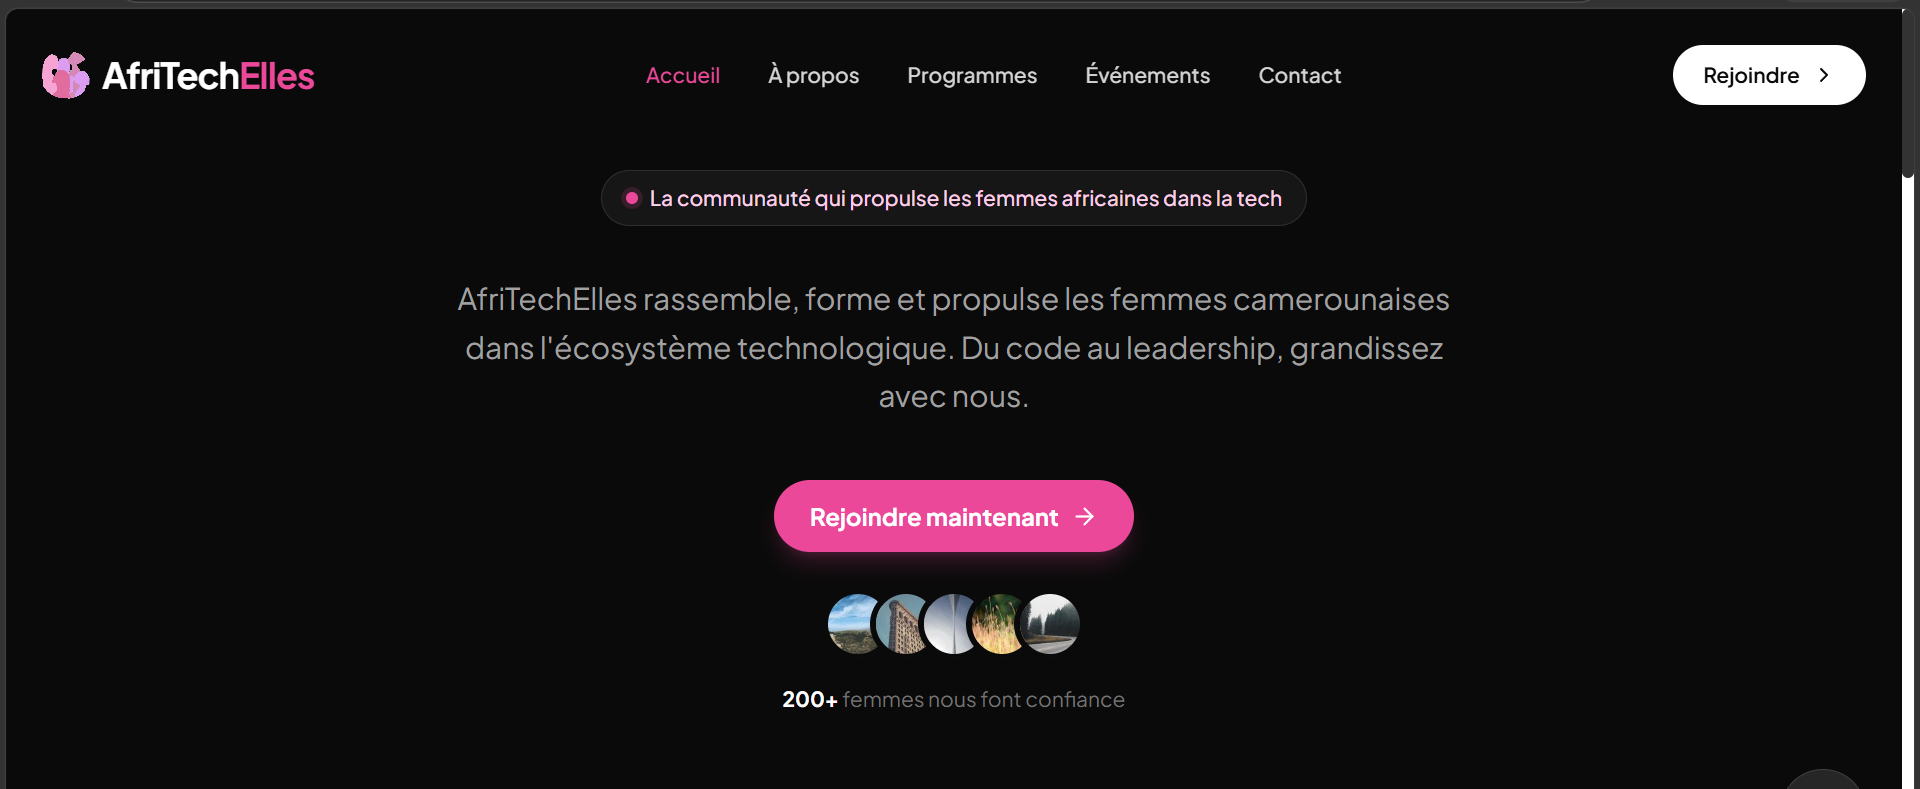 AfriTechElles
Accueil
À propos
Programmes
Événements
Contact
Rejoindre
La communauté qui propulse les femmes africaines dans la tech
AfriTechElles rassemble, forme et propulse les femmes camerounaises
dans l'écosystème technologique. Du code au leadership, grandissez
avec nous.
Rejoindre maintenant
200+ femmes nous font confiance